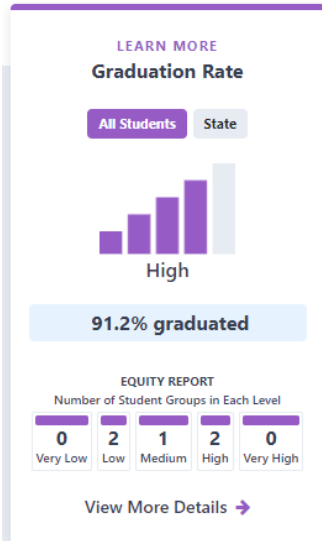 LEARN MORE
Graduation Rate
All Students State
High
91.2% graduated
EQUITY REPORT
Number of Student Groups in Each Level
0 2 1 2 0
Very Low Low Medium High Very High
View More Details →